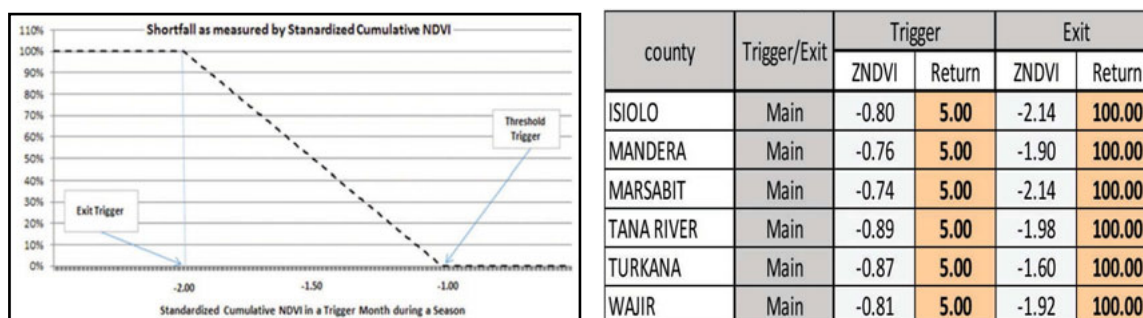 Shortfall as measured by Stanardized Cumulative NDVI
110%
100%
90%
80%
70%
60%
50%
40%
30%
20%
10%
0%
Threshold
Trigger
Exit Trigger
-2.00 -1.50 -1.00
Standardized Cumulative NDVI in a Trigger Month during a Season
county Trigger/Exit Trigger Exit
ZNDVI Return ZNDVI Return
ISIOLO Main -0.80 5.00 -2.14 100.00
MANDERA Main -0.76 5.00 -1.90 100.00
MARSABIT Main -0.74 5.00 -2.14 100.00
TANA RIVER Main -0.89 5.00 -1.98 100.00
TURKANA Main -0.87 5.00 -1.60 100.00
WAJIR Main -0.81 5.00 -1.92 100.00